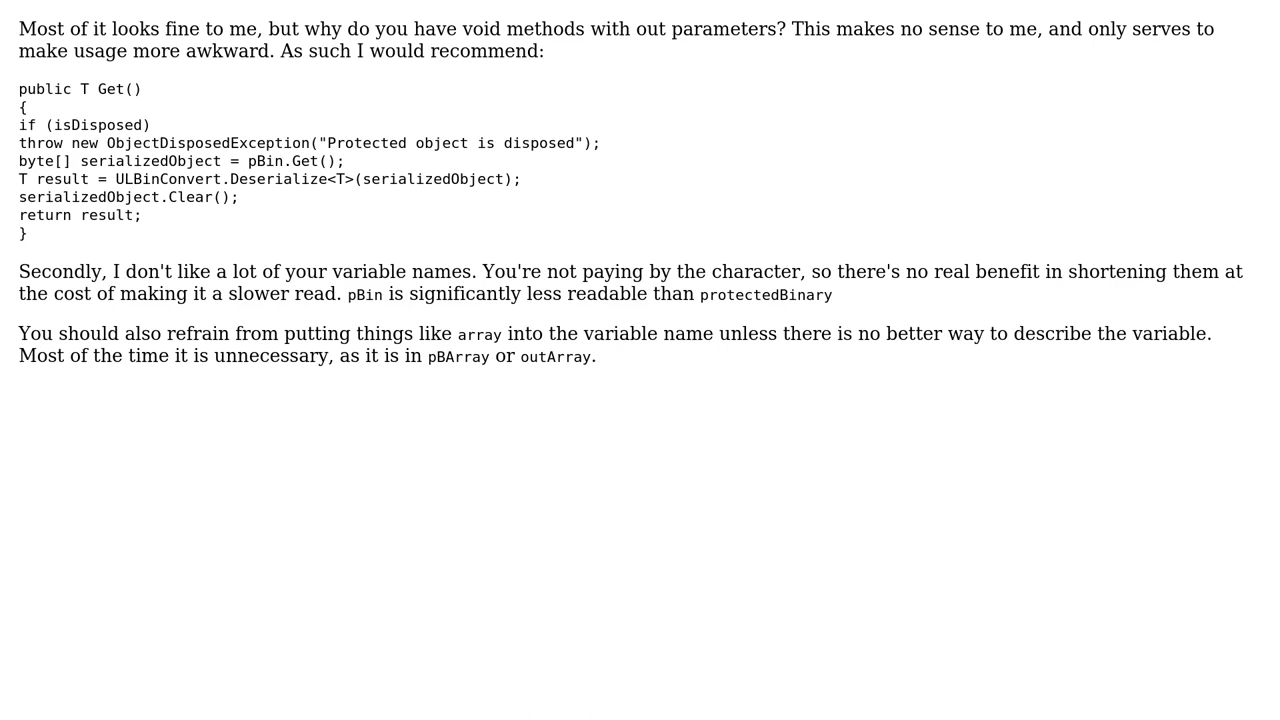 Most of it looks fine to me, but why do you have void methods with out parameters? This makes no sense to me, and only serves to
make usage more awkward. As such I would recommend:
public T Get()
{
if (isDisposed)
throw new ObjectDisposedException("Protected object is disposed");
byte[] serializedObject = pBin.Get();
T result = ULBinConvert.Deserialize<T>(serializedObject);
serializedObject.Clear();
return result;
}
Secondly, I don't like a lot of your variable names. You're not paying by the character, so there's no real benefit in shortening them at
the cost of making it a slower read. pBin is significantly less readable than protectedBinary
You should also refrain from putting things like array into the variable name unless there is no better way to describe the variable.
Most of the time it is unnecessary, as it is in pBArray or outArray.